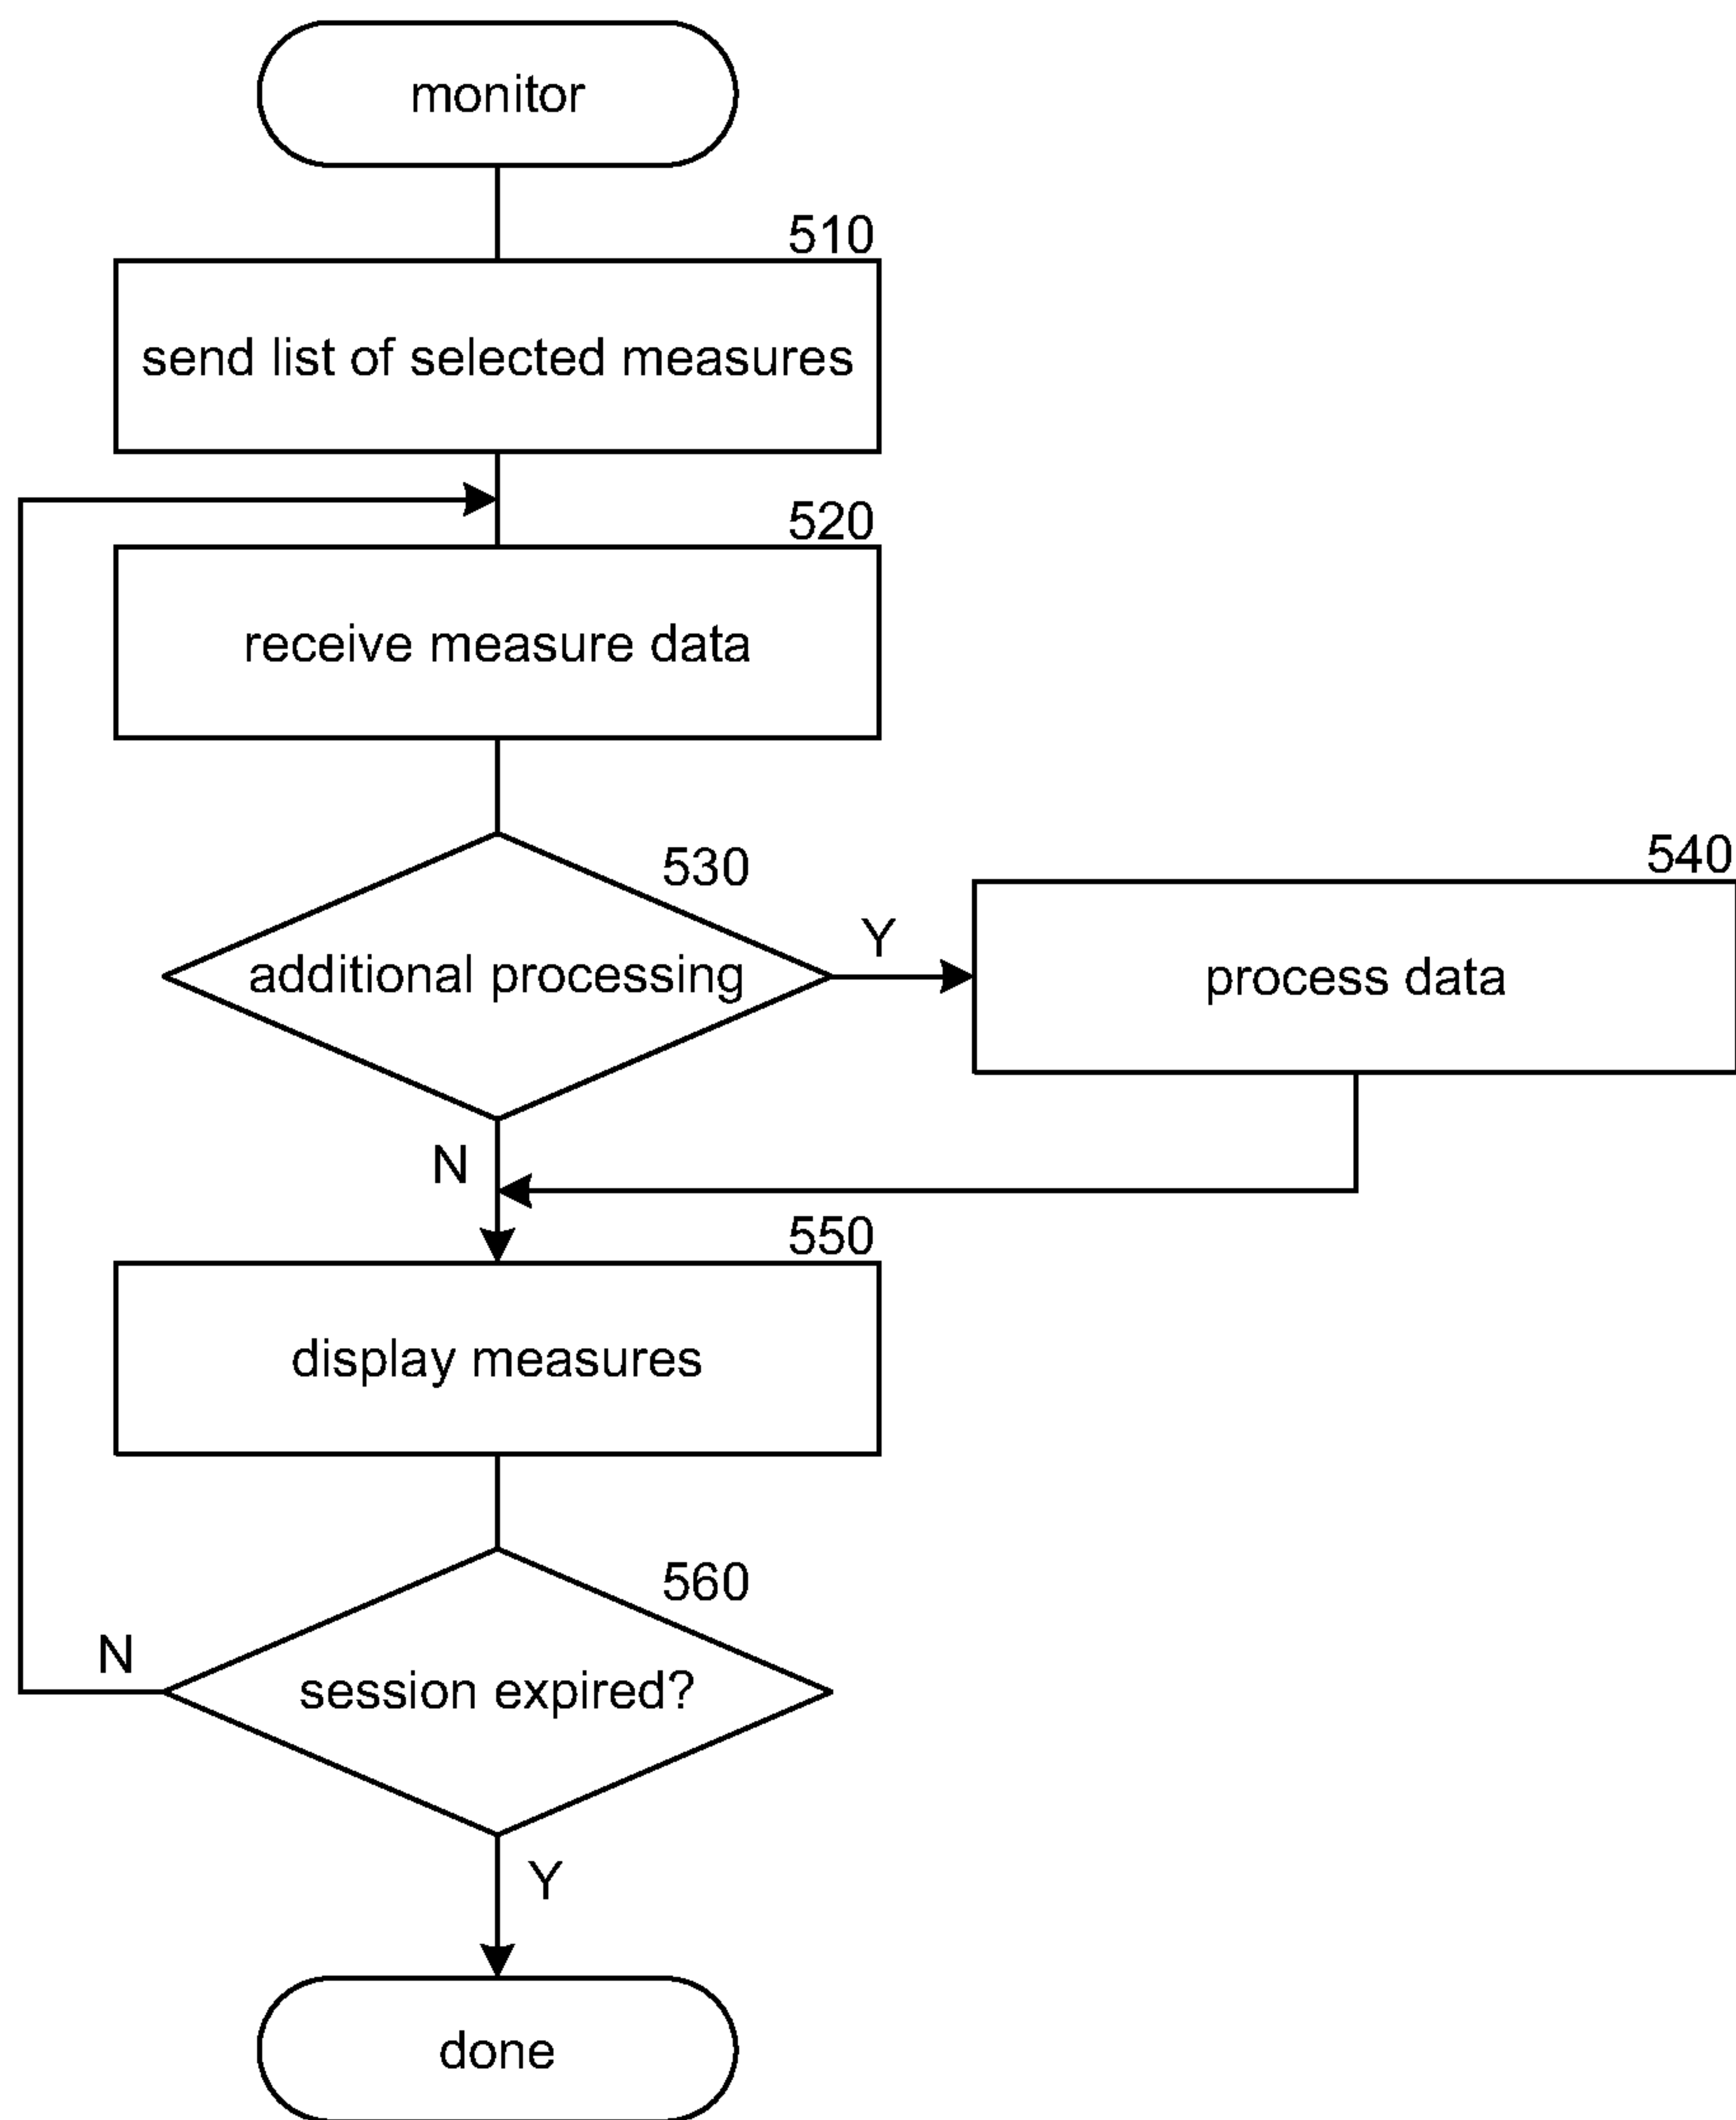 monitor
510
send list of selected measures
520
receive measure data
530
additional processing
Y
540
process data
N
550
display measures
560
session expired?
N
Y
done